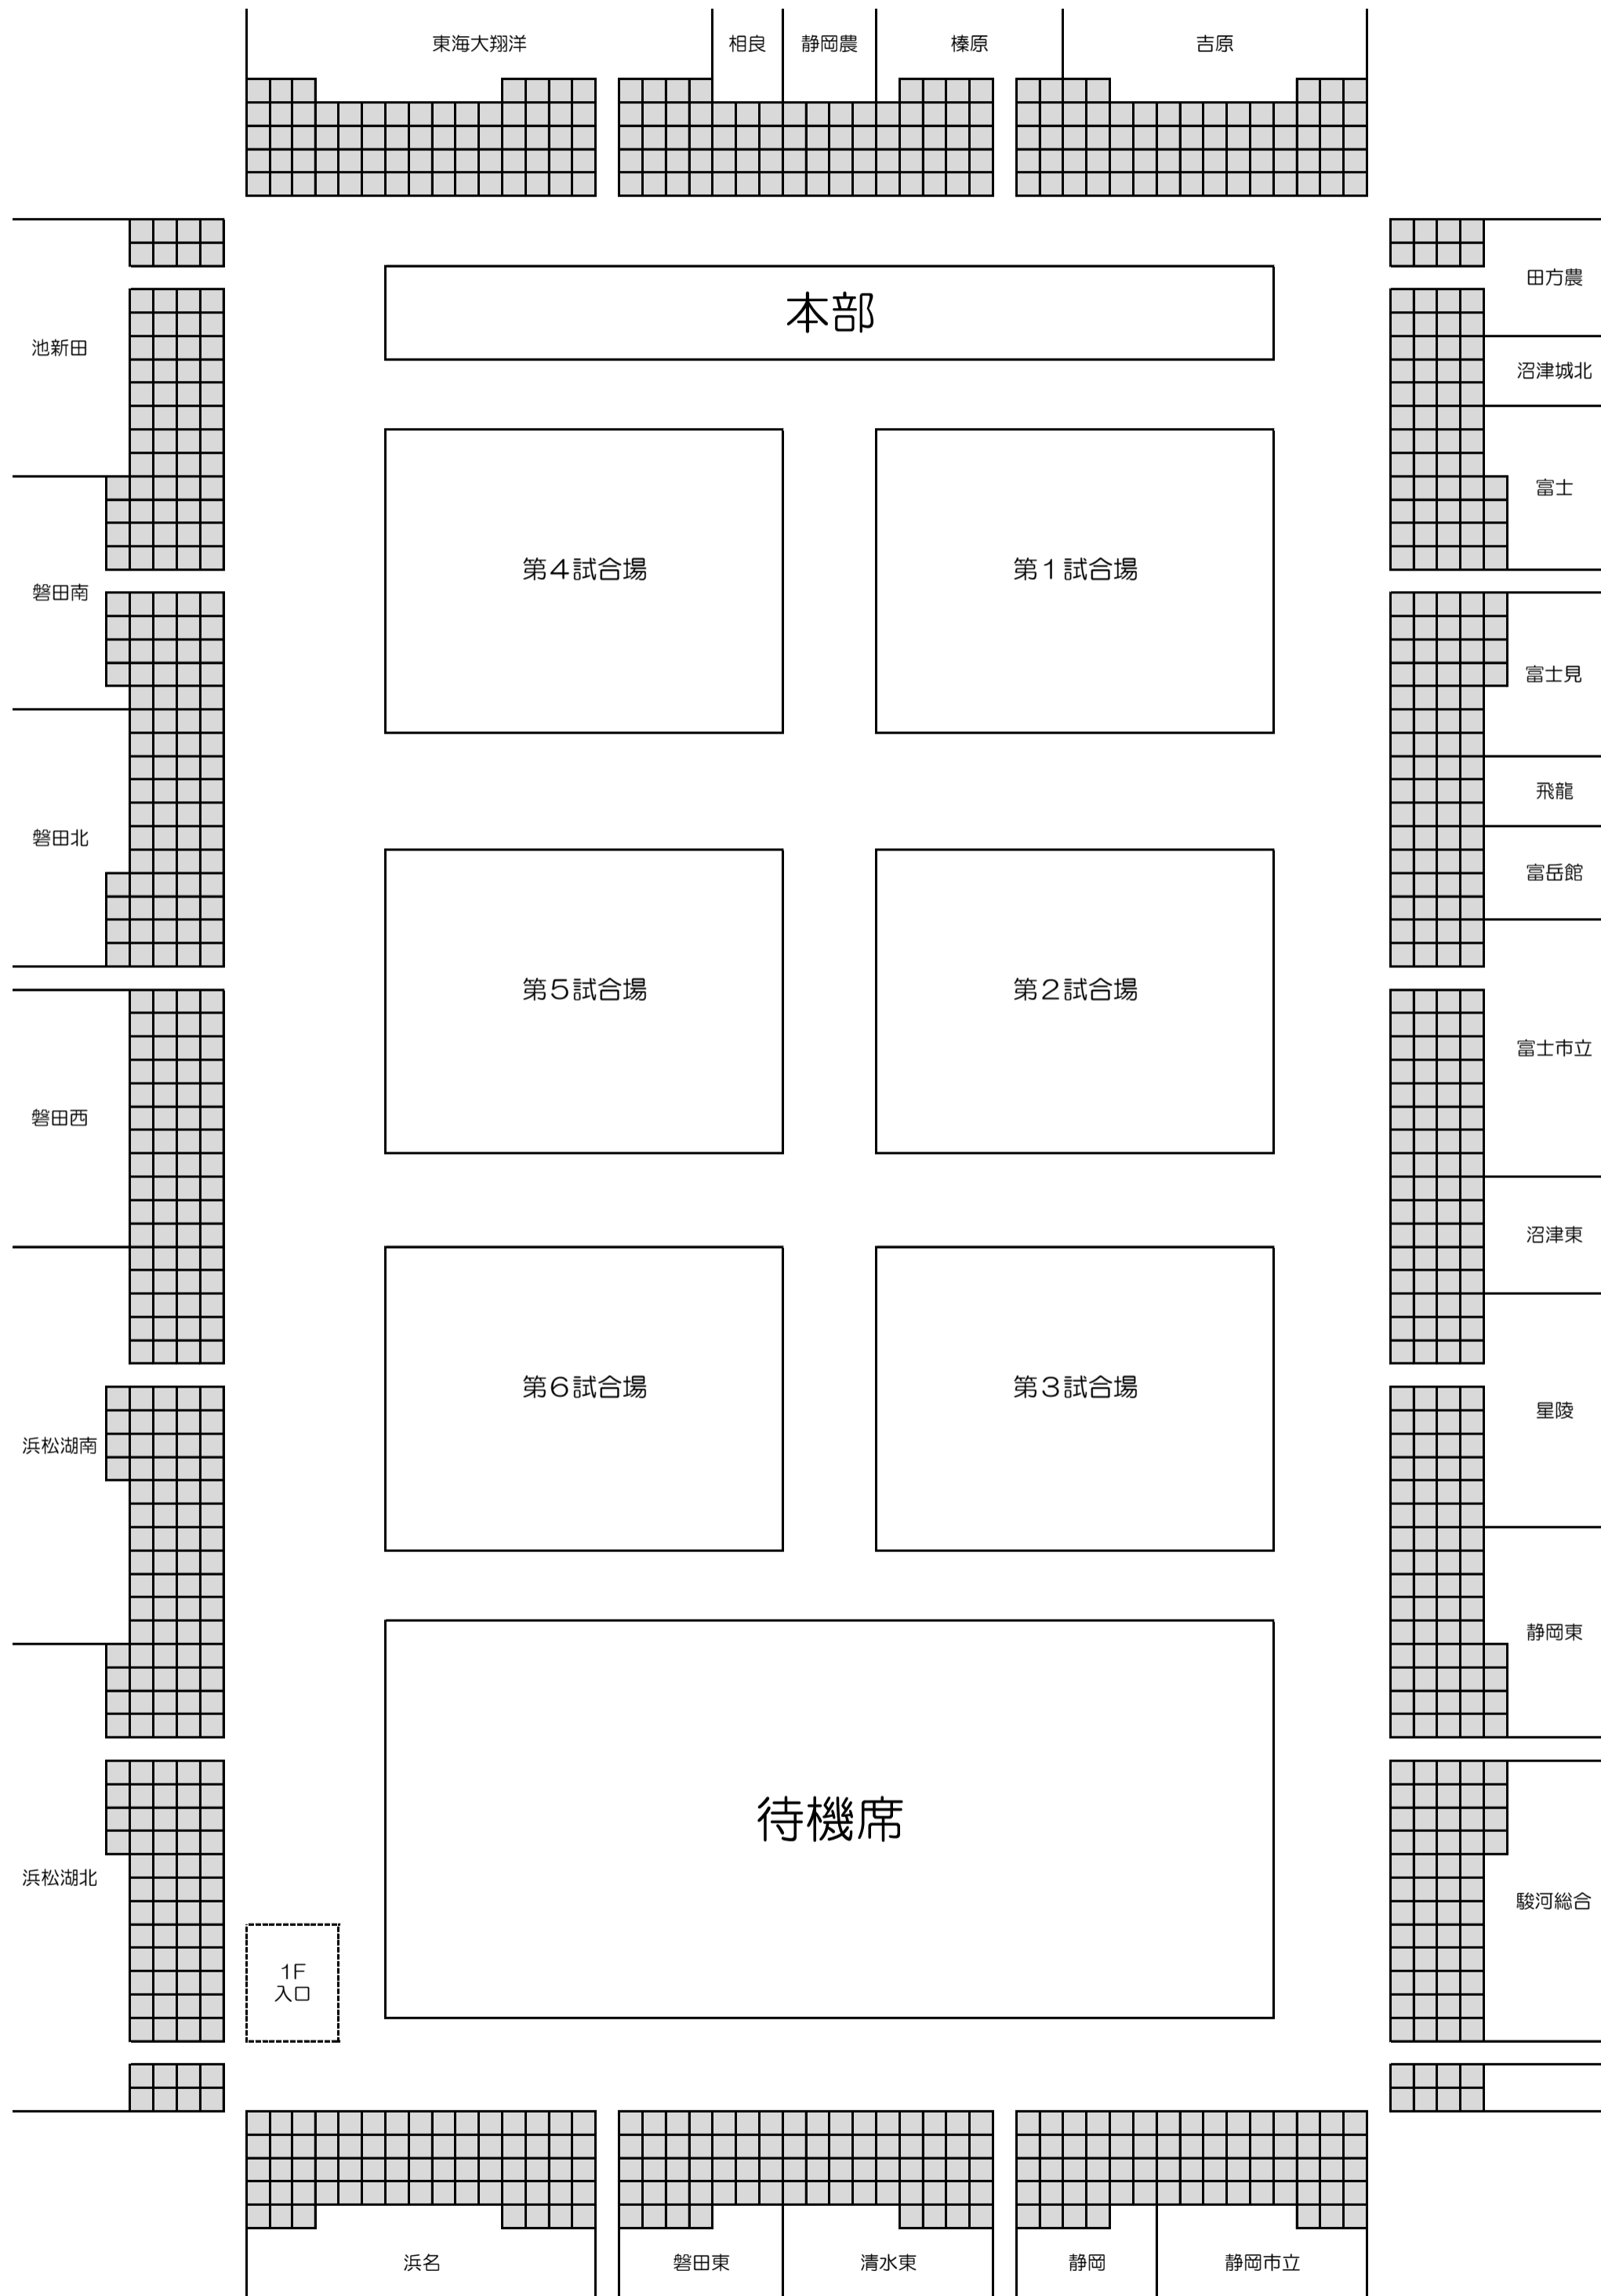 東海大翔洋
相良
静岡農
榛原
吉原
田方農
本部
池新田
沼津城北
富士
第4試合場
第1試合場
磐田南
富士見
飛龍
磐田北
富岳館
第5試合場
第2試合場
富士市立
磐田西
沼津東
第6試合場
第3試合場
星陵
浜松湖南
静岡東
待機席
浜松湖北
駿河総合
1F
入口
浜名
磐田東
清水東
静岡
静岡市立